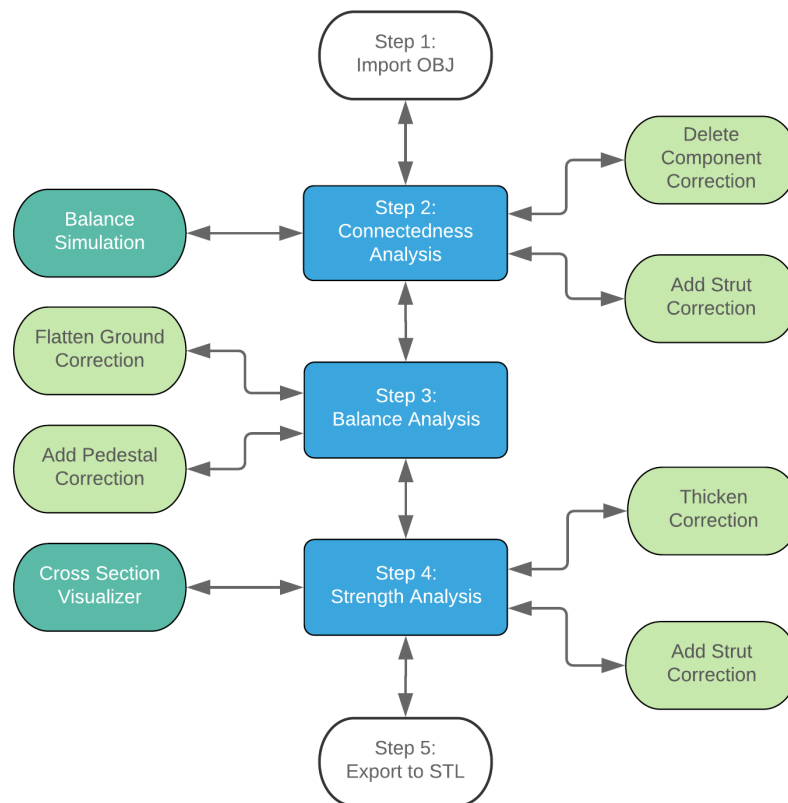 Step 1:
Import OBJ
Delete
Component
Correction
Step 2:
Connectedness
Analysis
Balance
Simulation
Add Strut
Correction
Flatten Ground
Correction
Step 3:
Balance Analysis
Add Pedestal
Correction
Thicken
Correction
Step 4:
Strength Analysis
Cross Section
Visualizer
Add Strut
Correction
Step 5:
Export to STL